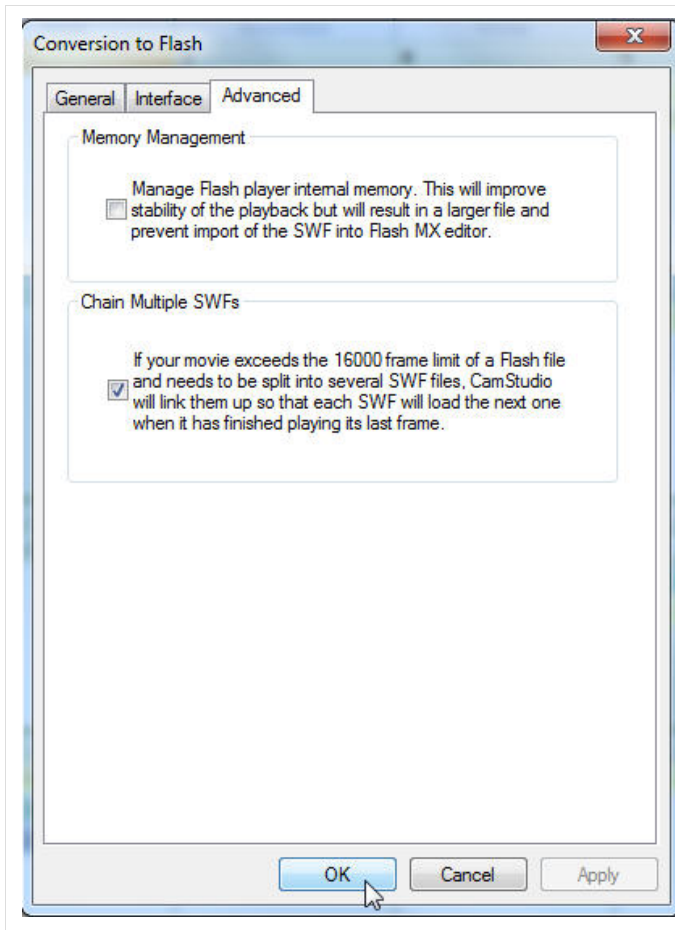 Conversion to Flash
General Interface Advanced
Memory Management
Manage Flash player internal memory. This will improve
stability of the playback but will result in a larger file and
prevent import of the SWF into Flash MX editor.
Chain Multiple SWFs
If your movie exceeds the 16000 frame limit of a Flash file
and needs to be split into several SWF files, CamStudio
will link them up so that each SWF will load the next one
when it has finished playing its last frame.
OK Cancel Apply